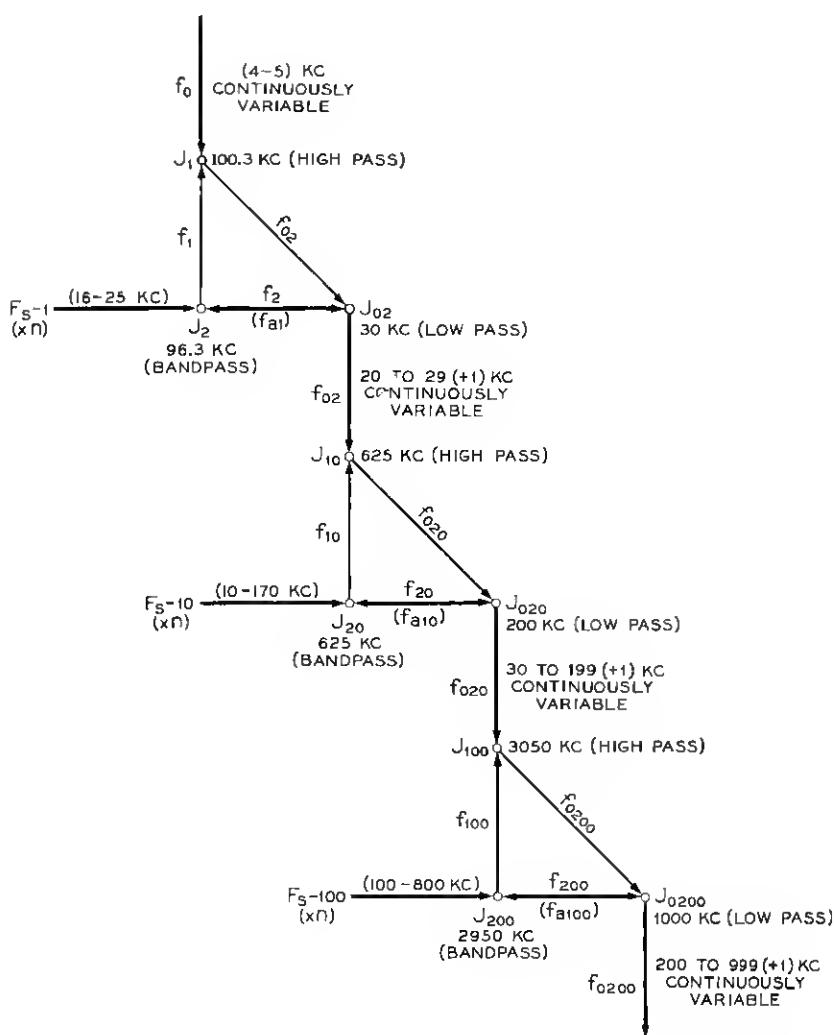 f₀
(4–5) KC
CONTINUOUSLY
VARIABLE
J₁
100.3 KC (HIGH PASS)
f₁
f₀₂
Fₛ₋₁
(xn)
(16–25 KC)
f₂
(fₐ₁)
J₂
96.3 KC
(BANDPASS)
J₀₂
30 KC (LOW PASS)
f₀₂
20 TO 29 (+1) KC
CONTINUOUSLY
VARIABLE
J₁₀
625 KC (HIGH PASS)
f₁₀
f₀₂₀
Fₛ₋₁₀
(xn)
(10–170 KC)
f₂₀
(fₐ₁₀)
J₂₀
625 KC
(BANDPASS)
J₀₂₀
200 KC (LOW PASS)
f₀₂₀
30 TO 199 (+1) KC
CONTINUOUSLY
VARIABLE
J₁₀₀
3050 KC (HIGH PASS)
f₁₀₀
f₀₂₀₀
Fₛ₋₁₀₀
(xn)
(100–800 KC)
f₂₀₀
(fₐ₁₀₀)
J₂₀₀
2950 KC
(BANDPASS)
J₀₂₀₀
1000 KC (LOW PASS)
f₀₂₀₀
200 TO 999 (+1) KC
CONTINUOUSLY
VARIABLE